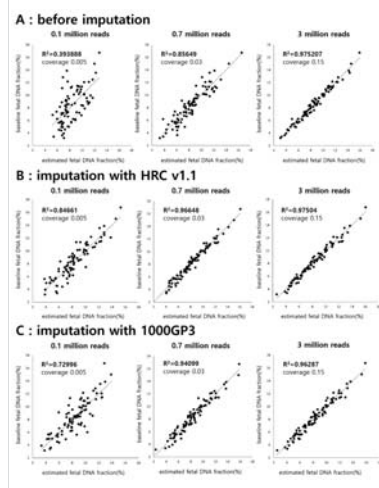 A : before imputation
0.1 million reads
0.7 million reads
3 million reads
R²=0.393888
coverage 0.005
R²=0.85649
coverage 0.03
R²=0.975207
coverage 0.15
baseline fetal DNA fraction(%)
baseline fetal DNA fraction(%)
baseline fetal DNA fraction(%)
estimated fetal DNA fraction(%)
estimated fetal DNA fraction(%)
estimated fetal DNA fraction(%)
B : imputation with HRC v1.1
0.1 million reads
0.7 million reads
3 million reads
R²=0.84661
coverage 0.005
R²=0.96648
coverage 0.03
R²=0.97504
coverage 0.15
baseline fetal DNA fraction(%)
baseline fetal DNA fraction(%)
baseline fetal DNA fraction(%)
estimated fetal DNA fraction(%)
estimated fetal DNA fraction(%)
estimated fetal DNA fraction(%)
C : imputation with 1000GP3
0.1 million reads
0.7 million reads
3 million reads
R²=0.72996
coverage 0.005
R²=0.94099
coverage 0.03
R²=0.96287
coverage 0.15
baseline fetal DNA fraction(%)
baseline fetal DNA fraction(%)
baseline fetal DNA fraction(%)
estimated fetal DNA fraction(%)
estimated fetal DNA fraction(%)
estimated fetal DNA fraction(%)